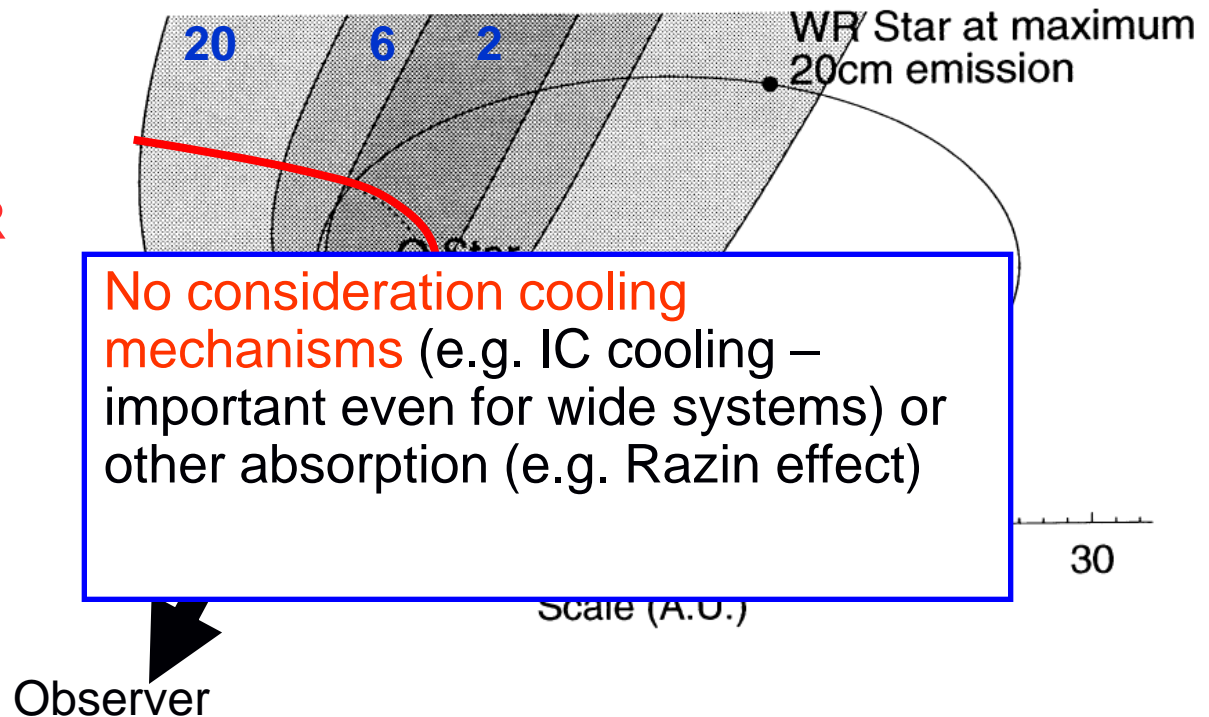 20 6 2
WR Star at maximum
20cm emission
R
O Star
No consideration cooling
mechanisms (e.g. IC cooling –
important even for wide systems) or
other absorption (e.g. Razin effect)
30
Scale (A.U.)
Observer